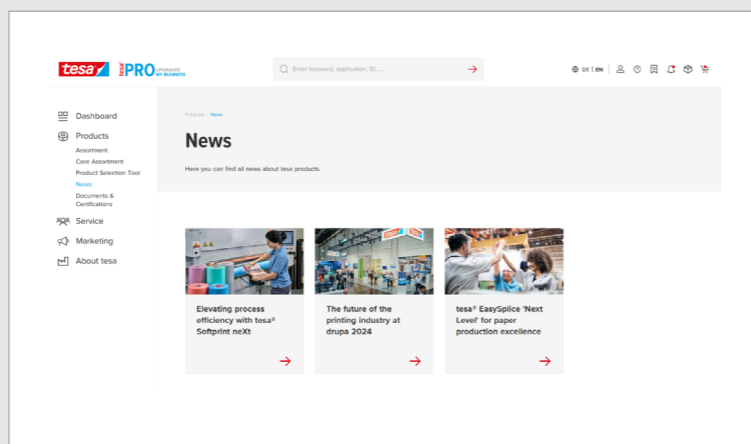 tesa
tesa PRO UPGRADES MY BUSINESS
Enter keyword, application, ID, ...
DE | EN
Dashboard
Products
Assortment
Core Assortment
Product Selection Tool
News
Documents &
Certifications
Service
Marketing
About tesa
Products | News
News
Here you can find all news about tesa products.
Elevating process
efficiency with tesa®
Softprint neXt
The future of the
printing industry at
drupa 2024
tesa® EasySplice 'Next
Level' for paper
production excellence